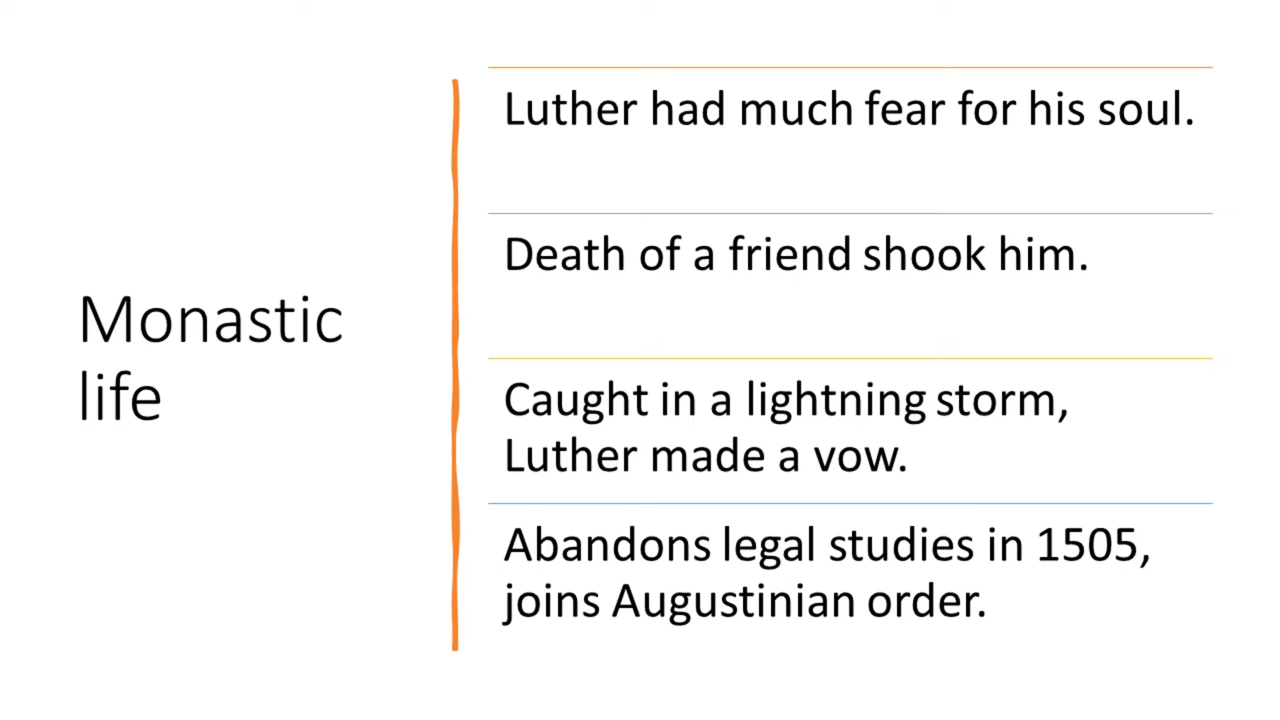 Monastic
life
Luther had much fear for his soul.
Death of a friend shook him.
Caught in a lightning storm,
Luther made a vow.
Abandons legal studies in 1505,
joins Augustinian order.